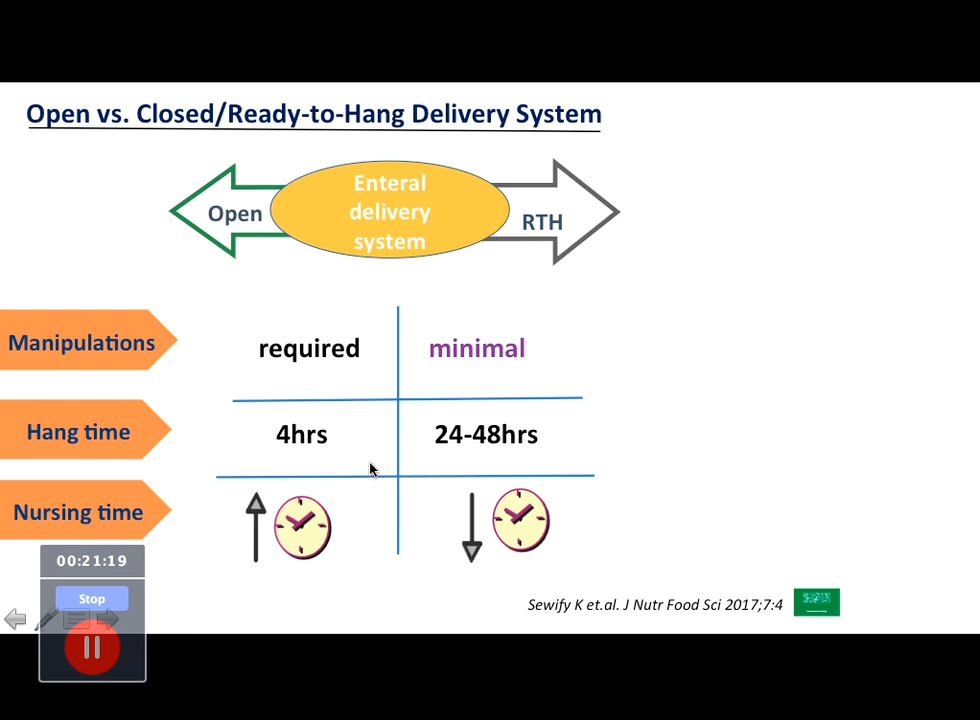 Open vs. Closed/Ready-to-Hang Delivery System
Enteral
delivery
system
Open
RTH
Manipulations
required
minimal
Hang time
4hrs
24-48hrs
Nursing time
00:21:19
Stop
Sewify K et.al. J Nutr Food Sci 2017;7:4